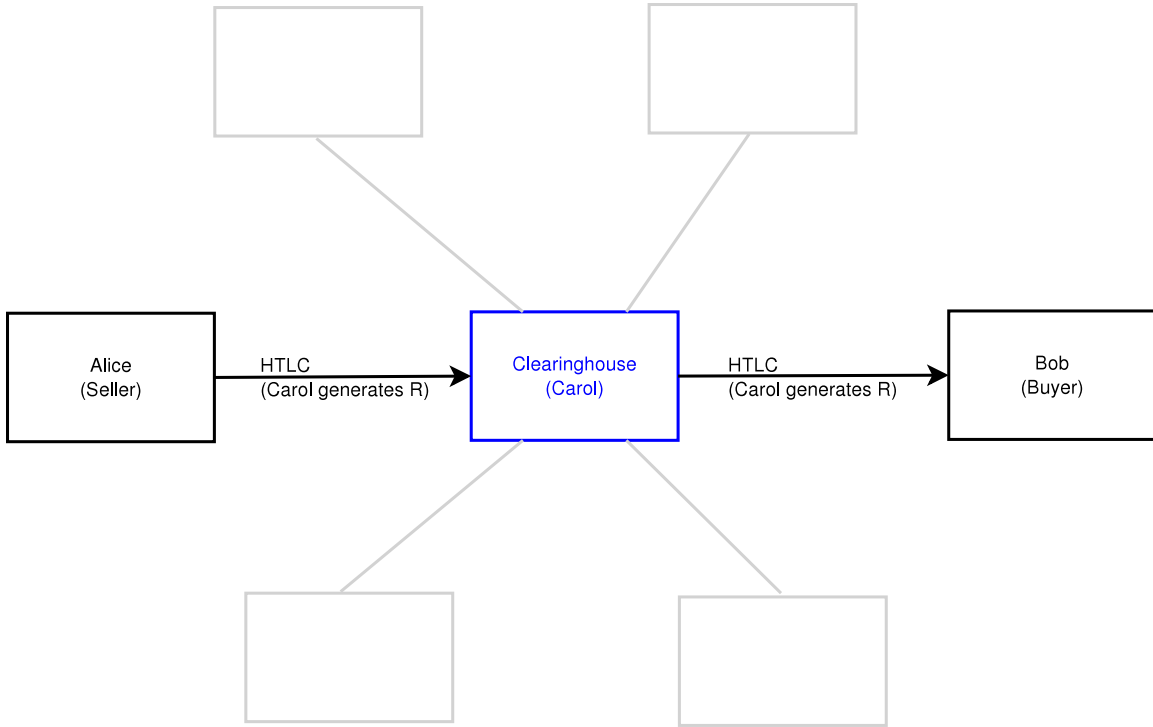 Alice
(Seller)
HTLC
(Carol generates R)
Clearinghouse
(Carol)
HTLC
(Carol generates R)
Bob
(Buyer)